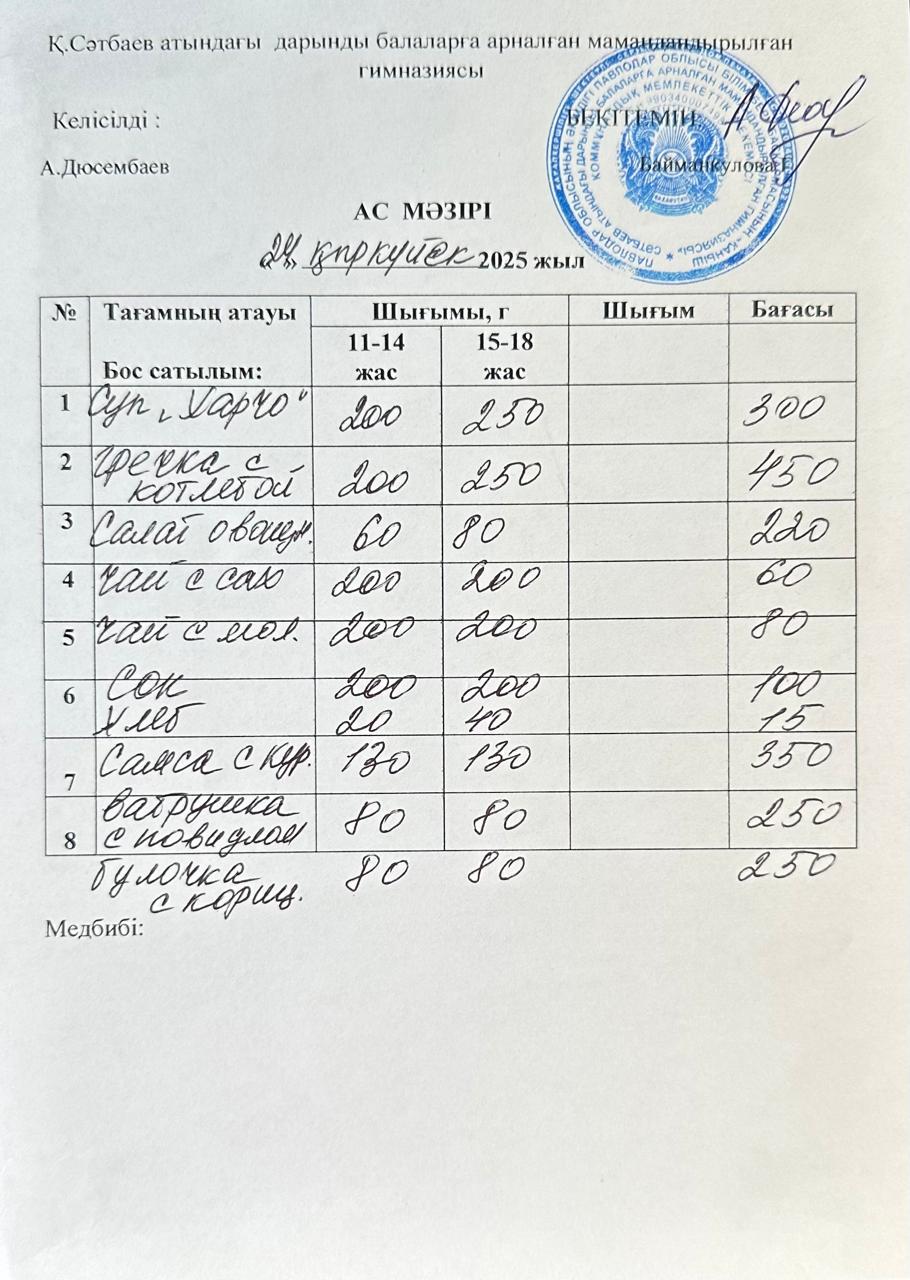 Қ.Сәтбаев атындағы дарынды балаларга арналған мамандандырылған
гимназиясы
Келісілді :
БЕКІТЕМІН
А.Дюсембаев
Байманкулова Г
АС МӘЗІРІ
24 қыркүйек 2025 жыл
№ Тағамның атауы Шығымы, г Шығым Бағасы
Бос сатылым: 11-14 жас 15-18 жас
1 Суп „Харчо“ 200 250 300
2 Гречка с
котлетой 200 250 450
3 Салат овощн. 60 80 220
4 чай с сах 200 200 60
5 чай с мол. 200 200 80
6 Сок 200 200 100
Хлеб 20 40 15
7 Самса с кур. 130 130 350
8 Ватрушка
с повидлом 80 80 250
Булочка
с кориц. 80 80 250
Медбибі: